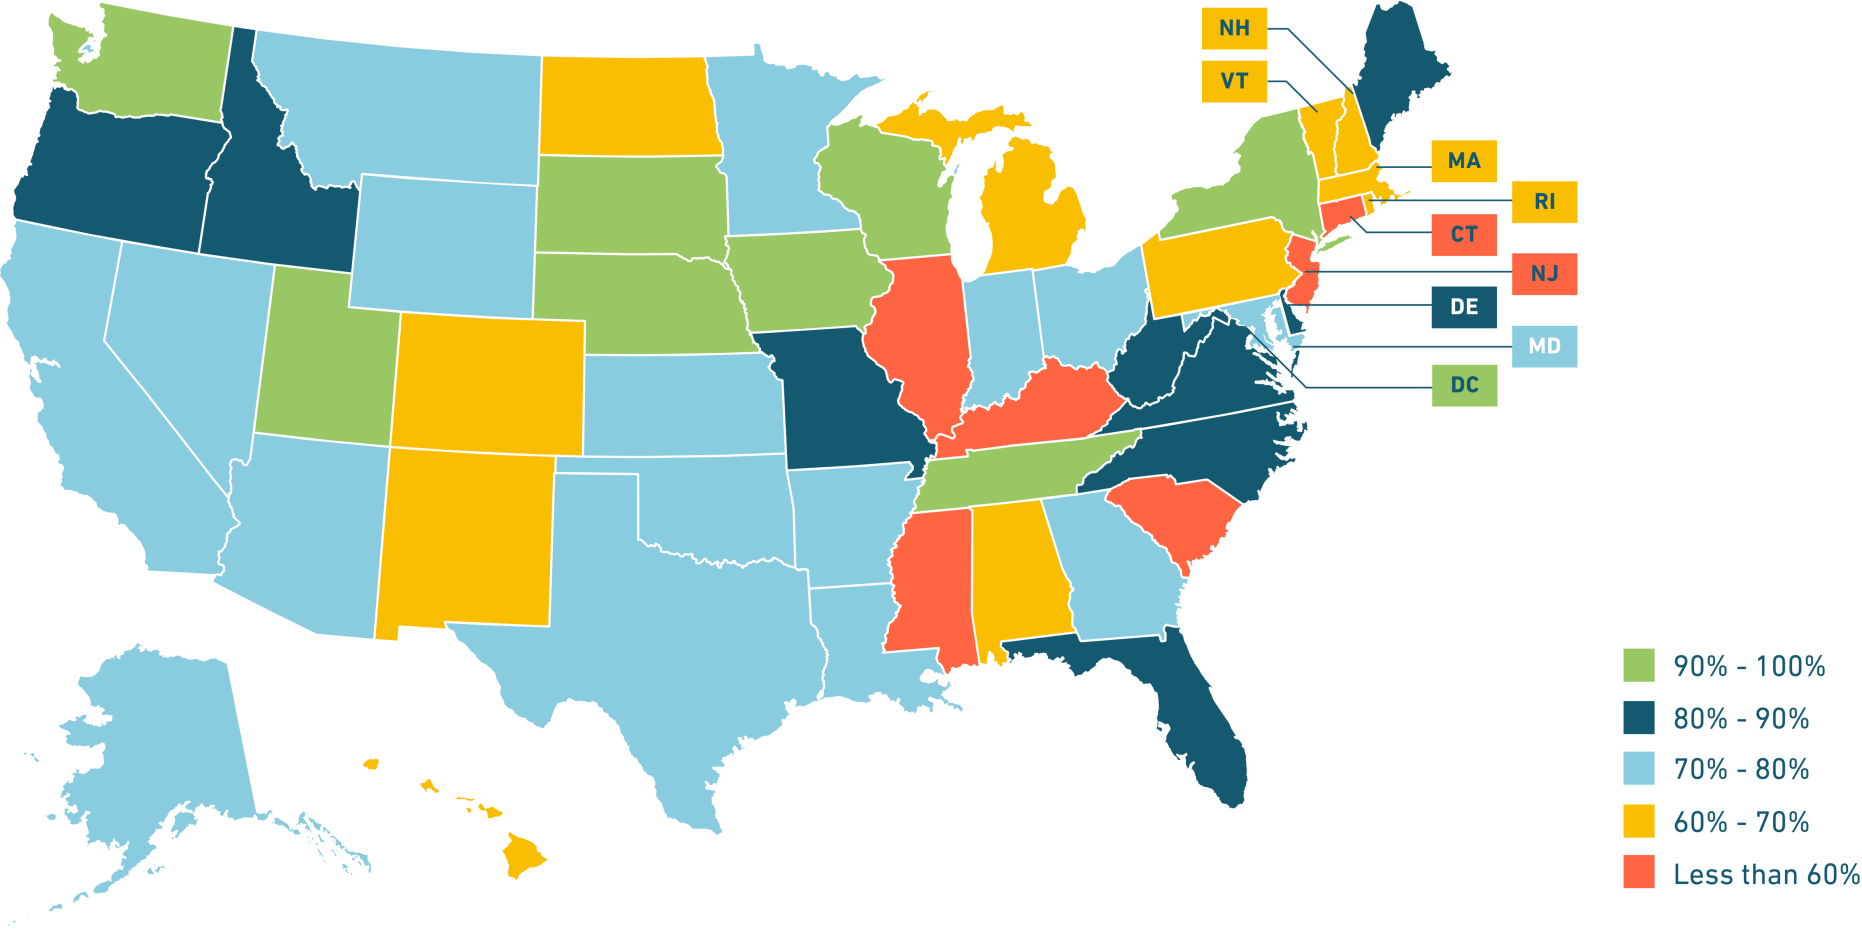 NH
VT
MA
RI
CT
NJ
DE
MD
DC
90% - 100%
80% - 90%
70% - 80%
60% - 70%
Less than 60%